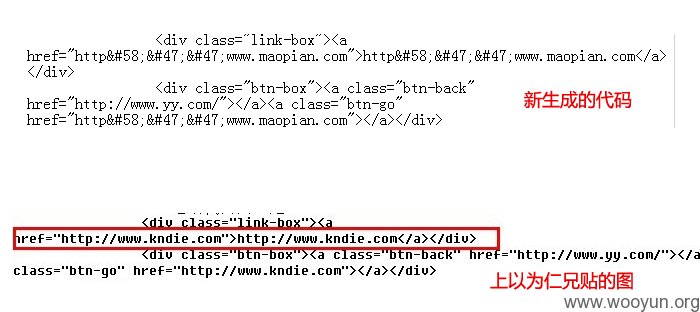 <div class="link-box"><a
href="http&#58;&#47;&#47;www.maopian.com">http&#58;&#47;&#47;www.maopian.com</a>
</div>
<div class="btn-box"><a class="btn-back"
href="http://www.yy.com/"></a><a class="btn-go"
href="http&#58;&#47;&#47;www.maopian.com"></a></div>
新生成的代码
<div class="link-box"><a
href="http://www.kndie.com">http://www.kndie.com</a></div>
<div class="btn-box"><a class="btn-back" href="http://www.yy.com/"></a
class="btn-go" href="http://www.kndie.com"></a></div>
上以为仁兄贴的图
www.wooyun.org